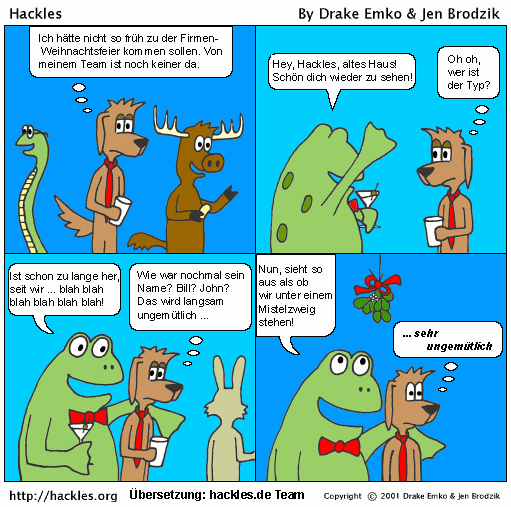 Hackles
By Drake Emko & Jen Brodzik
Ich hätte nicht so früh zu der Firmen-
Weihnachtsfeier kommen sollen. Von
meinem Team ist noch keiner da.
Hey, Hackles, altes Haus!
Schön dich wieder zu sehen!
Oh oh,
wer ist
der Typ?
Ist schon zu lange her,
seit wir ... blah blah
blah blah blah blah!
Wie war nochmal sein
Name? Bill? John?
Das wird langsam
ungemütlich ...
Nun, sieht so
aus als ob
wir unter einem
Mistelzweig
stehen!
... sehr
ungemütlich
http://hackles.org
Übersetzung: hackles.de Team
Copyright © 2001 Drake Emko & Jen Brodzik